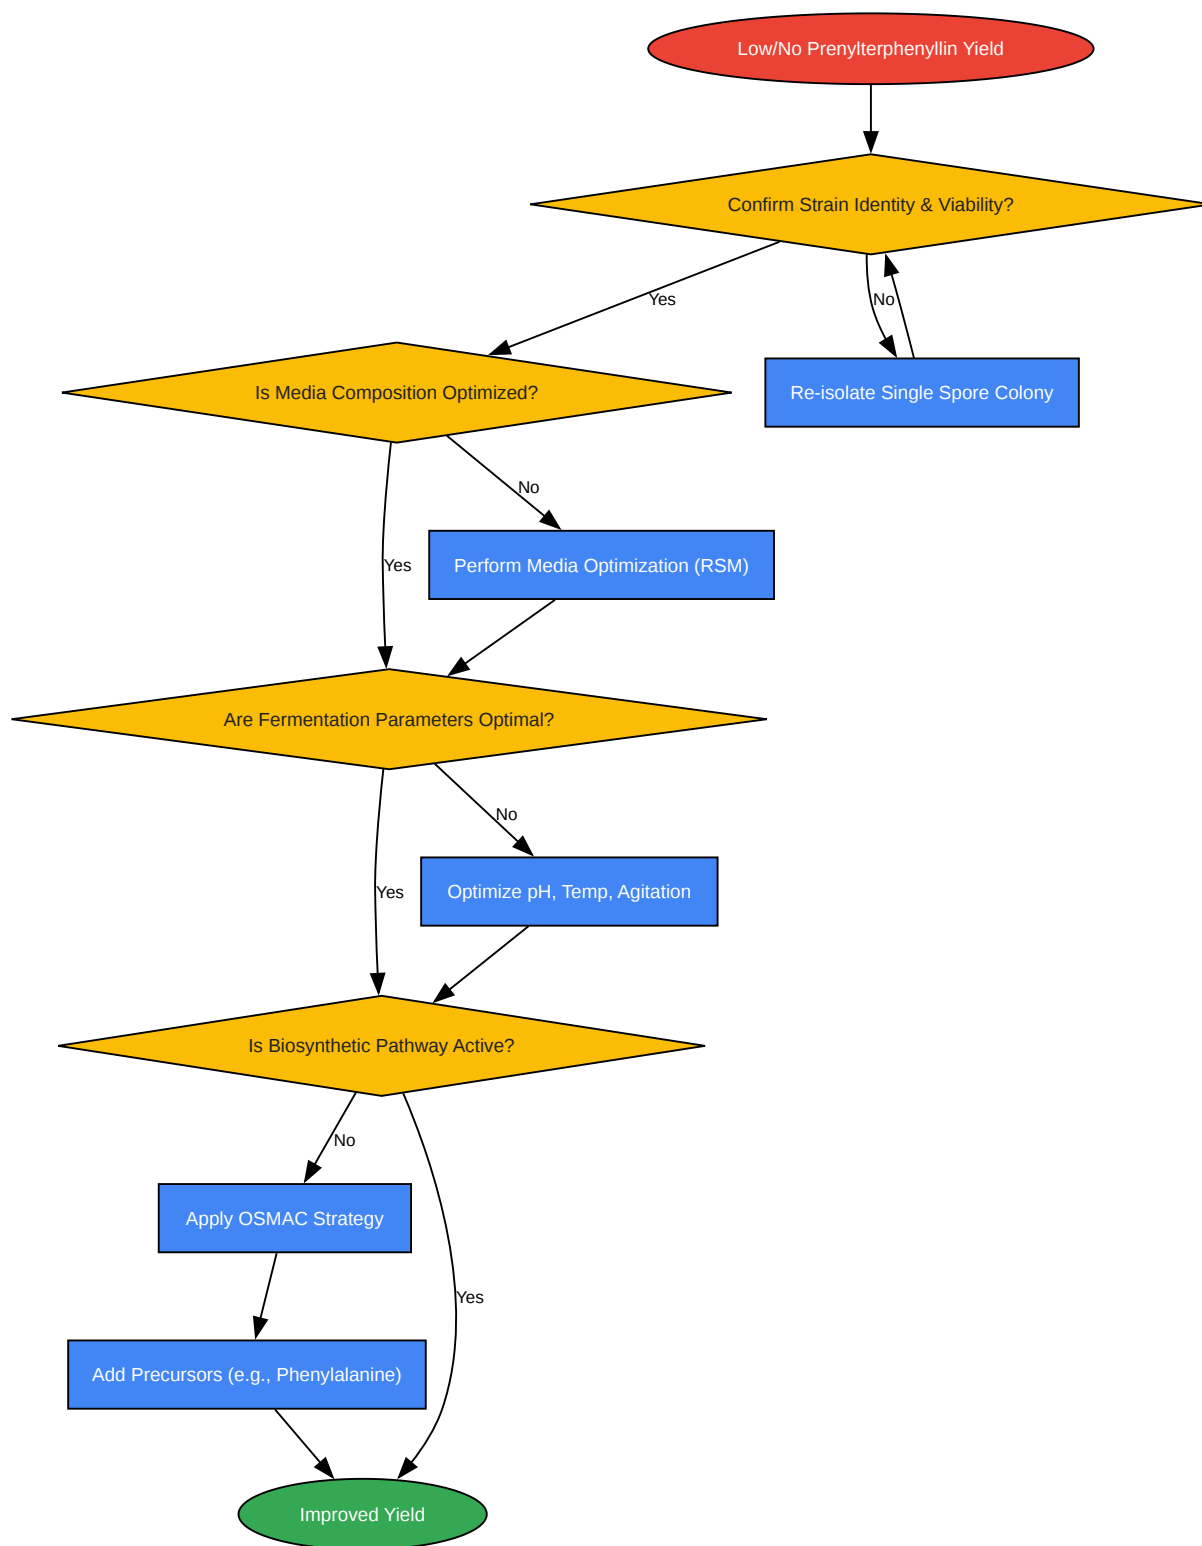 Low/No Prenylterphenyllin Yield
Confirm Strain Identity & Viability?
Yes
No
Is Media Composition Optimized?
Re-isolate Single Spore Colony
No
Yes
Perform Media Optimization (RSM)
Are Fermentation Parameters Optimal?
No
Yes
Optimize pH, Temp, Agitation
Is Biosynthetic Pathway Active?
No
Apply OSMAC Strategy
Yes
Add Precursors (e.g., Phenylalanine)
Improved Yield